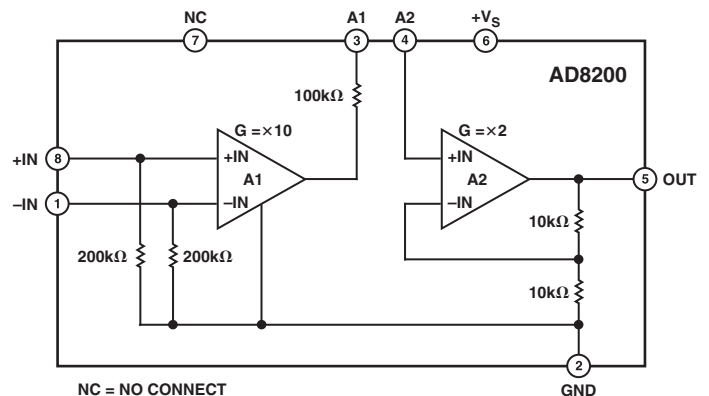 NC A1 A2 +VS
7 3 4 6
AD8200
100kΩ
G = ×10 G = ×2
+IN 8 +IN +IN
A1 A2 5 OUT
–IN 1 –IN –IN
10kΩ
200kΩ 200kΩ
10kΩ
2
NC = NO CONNECT GND